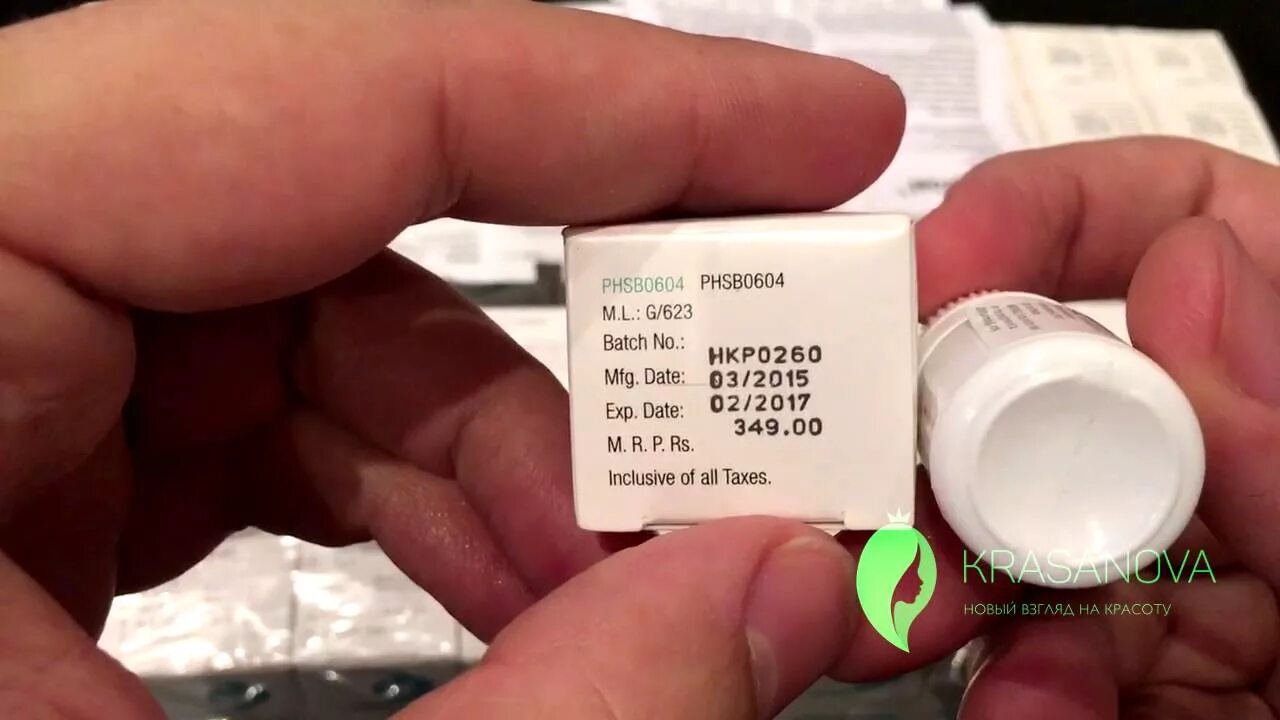 PHSB0604 PHSB0604
M.L.: G/623
Batch No.: HKP0260
Mfg. Date: 03/2015
Exp. Date: 02/2017
M. R. P. Rs. 349.00
Inclusive of all Taxes.
KRASANOVA
НОВЫЙ ВЗГЛЯД НА КРАСОТУ